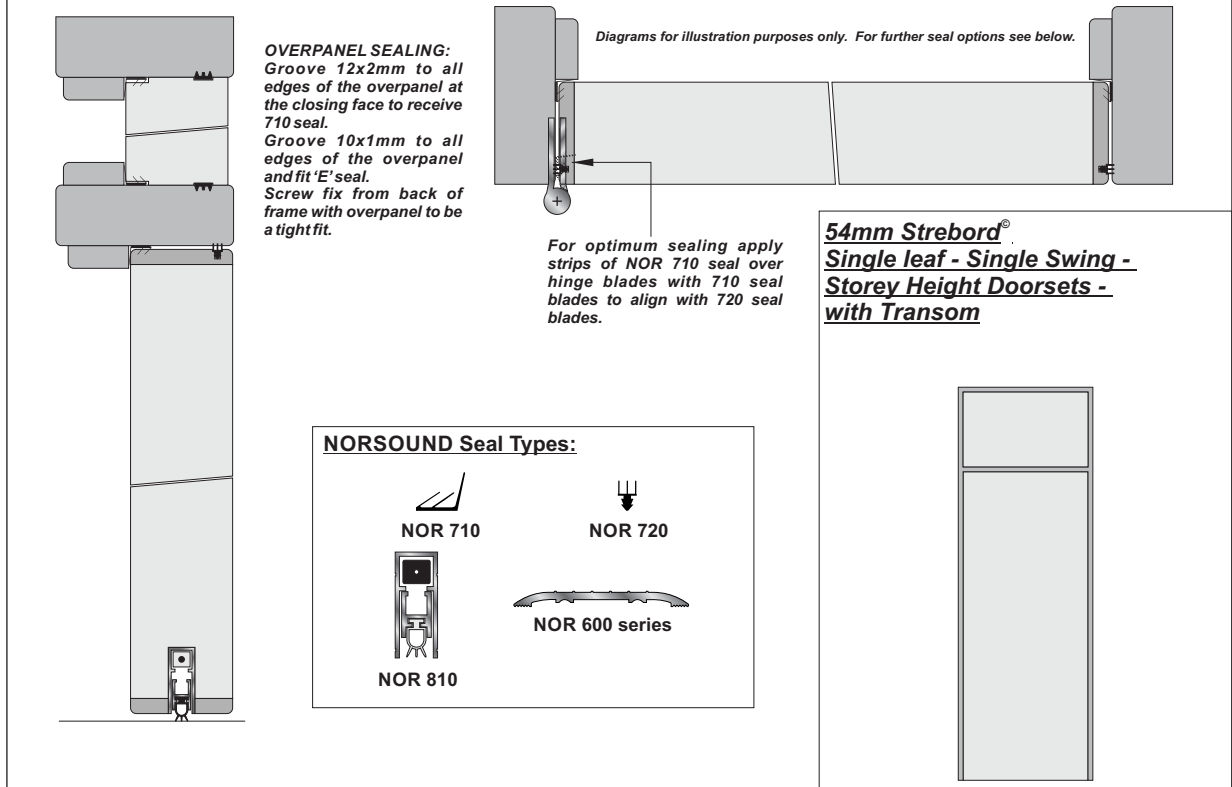 OVERPANEL SEALING:
Groove 12x2mm to all
edges of the overpanel at
the closing face to receive
710 seal.
Groove 10x1mm to all
edges of the overpanel
and fit 'E' seal.
Screw fix from back of
frame with overpanel to be
a tight fit.
Diagrams for illustration purposes only. For further seal options see below.
For optimum sealing apply
strips of NOR 710 seal over
hinge blades with 710 seal
blades to align with 720 seal
blades.
54mm Strebord©
Single leaf - Single Swing -
Storey Height Doorsets -
with Transom
NORSOUND Seal Types:
NOR 710
NOR 720
NOR 810
NOR 600 series